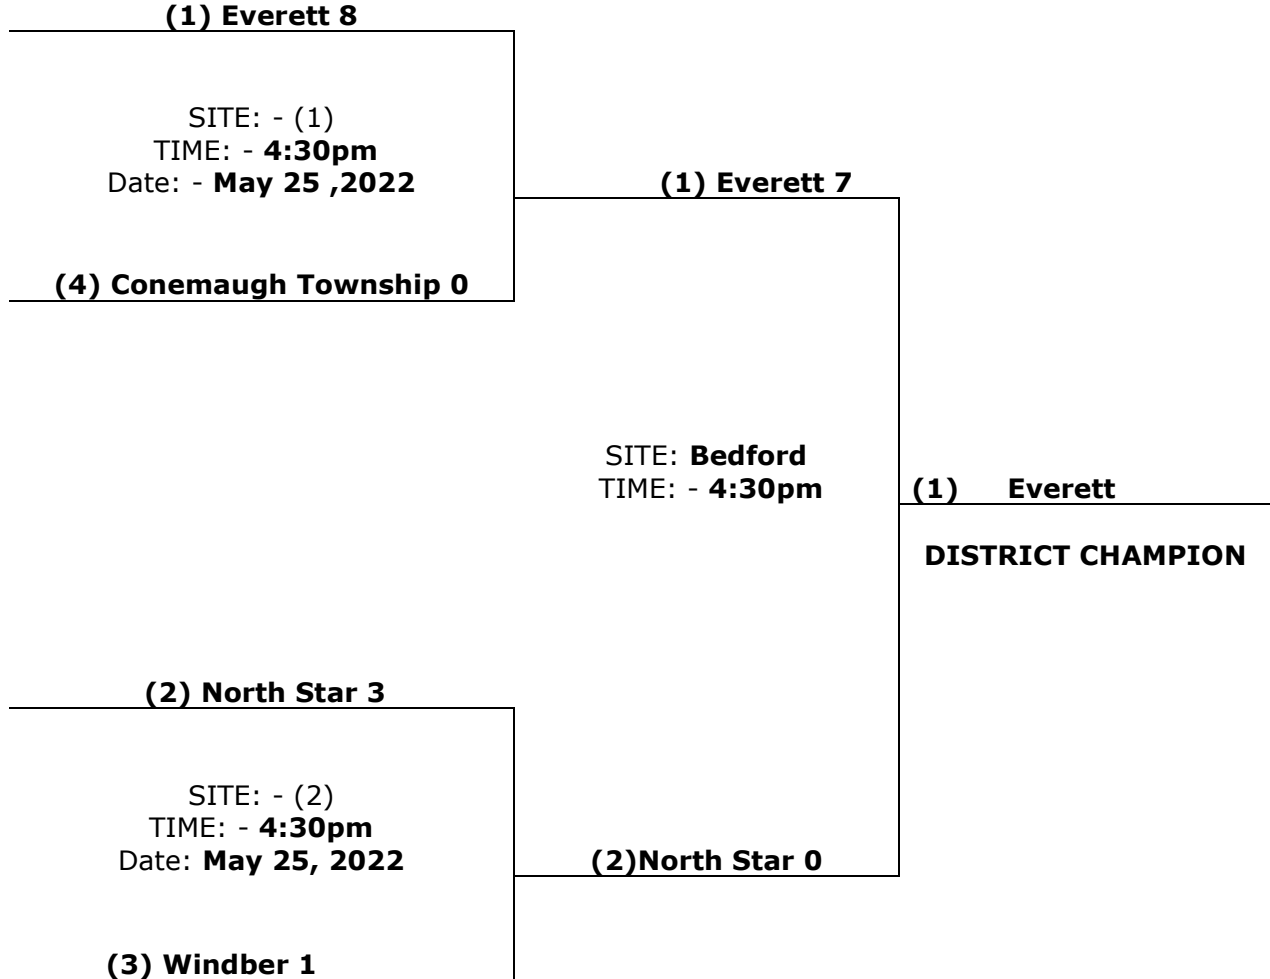 (1) Everett 8
SITE: - (1)
TIME: - 4:30pm
Date: - May 25 ,2022
(1) Everett 7
(4) Conemaugh Township 0
SITE: Bedford
TIME: - 4:30pm
(1) Everett
DISTRICT CHAMPION
(2) North Star 3
SITE: - (2)
TIME: - 4:30pm
Date: May 25, 2022
(2)North Star 0
(3) Windber 1